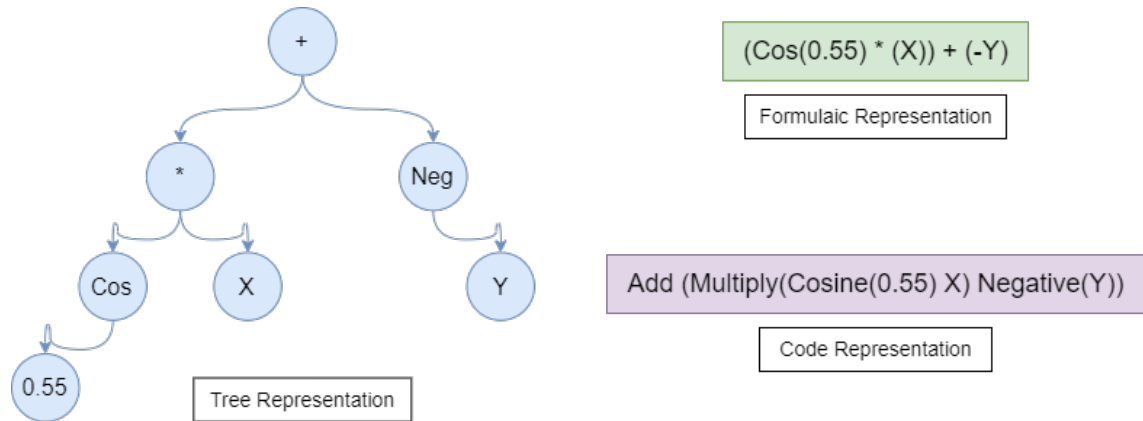 +
(Cos(0.55) * (X)) + (-Y)
Formulaic Representation
*
Neg
Cos
X
Y
Add (Multiply(Cosine(0.55) X) Negative(Y))
Code Representation
0.55
Tree Representation